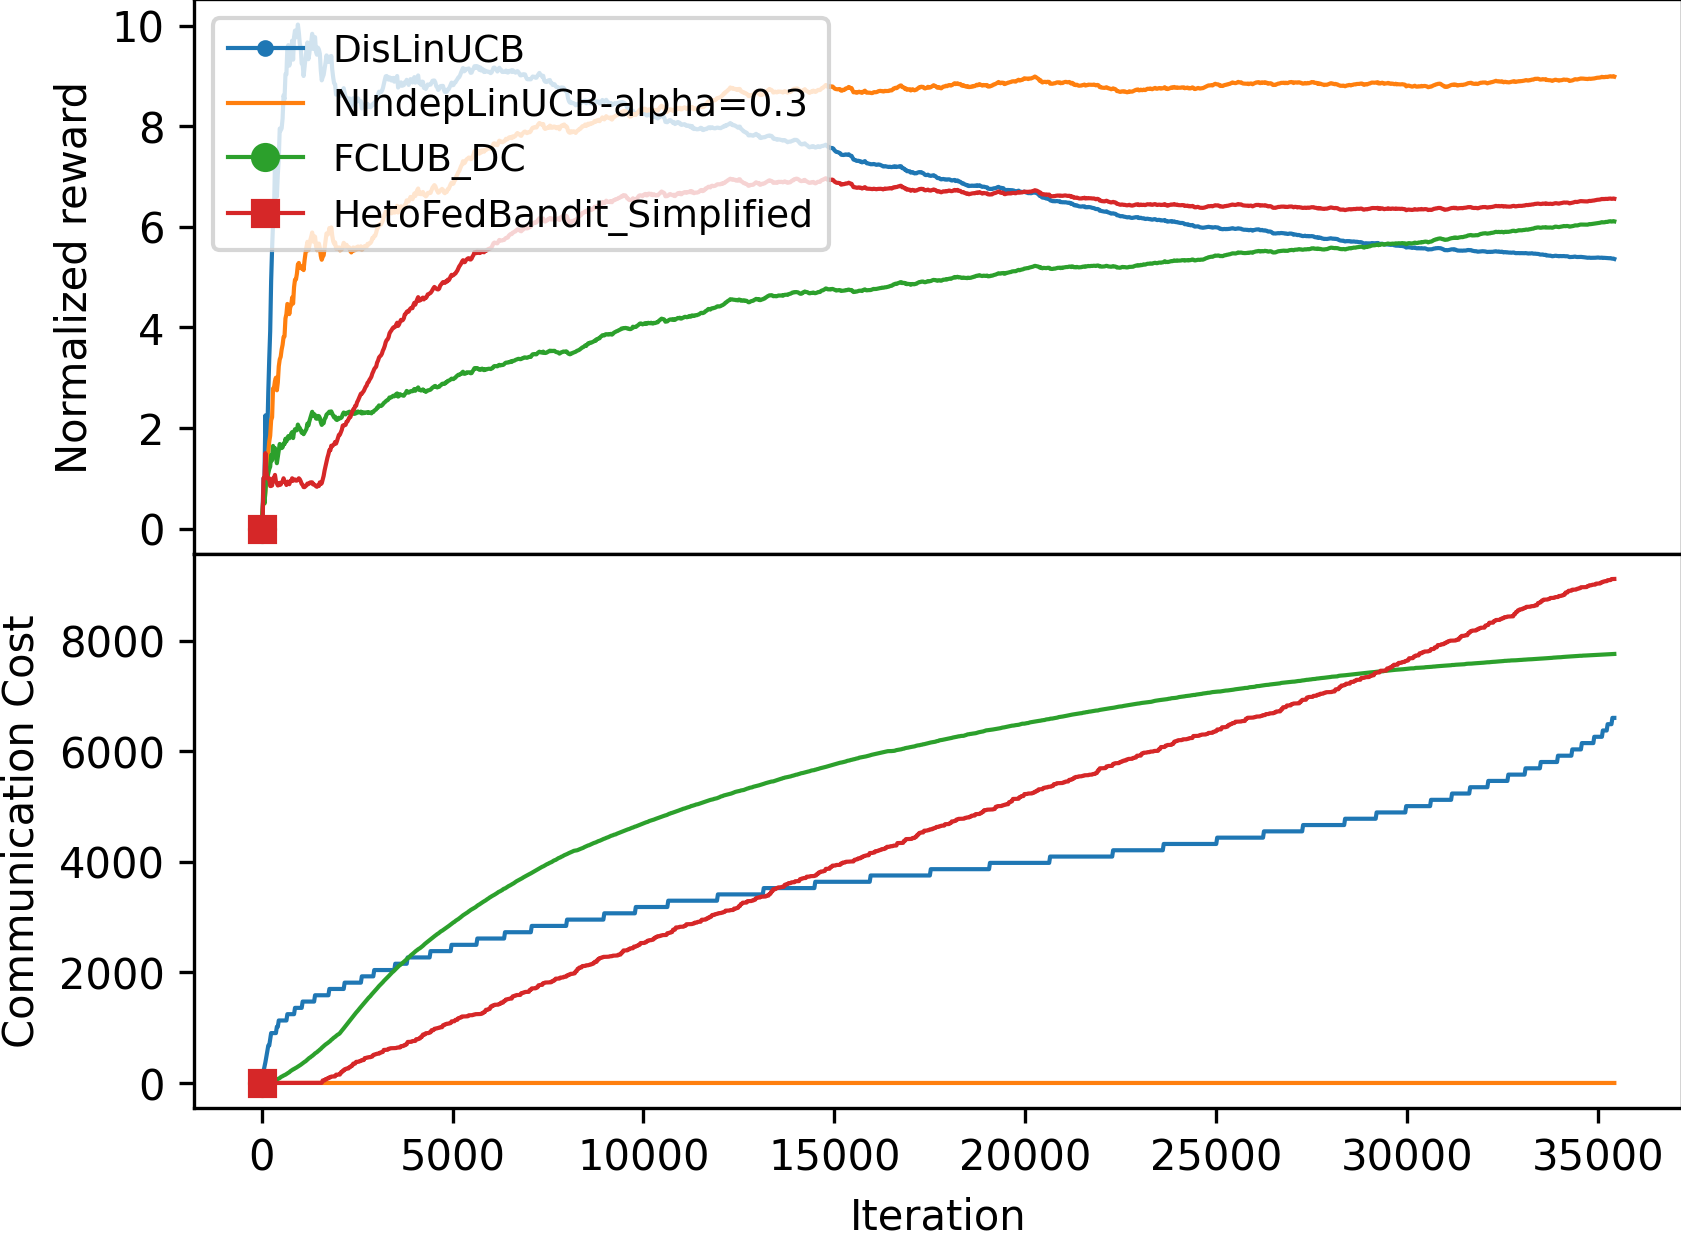 Normalized reward
10
8
6
4
2
0
DisLinUCB
NindepLinUCB-alpha=0.3
FCLUB_DC
HetoFedBandit_Simplified
Communication Cost
8000
6000
4000
2000
0
0 5000 10000 15000 20000 25000 30000 35000
Iteration